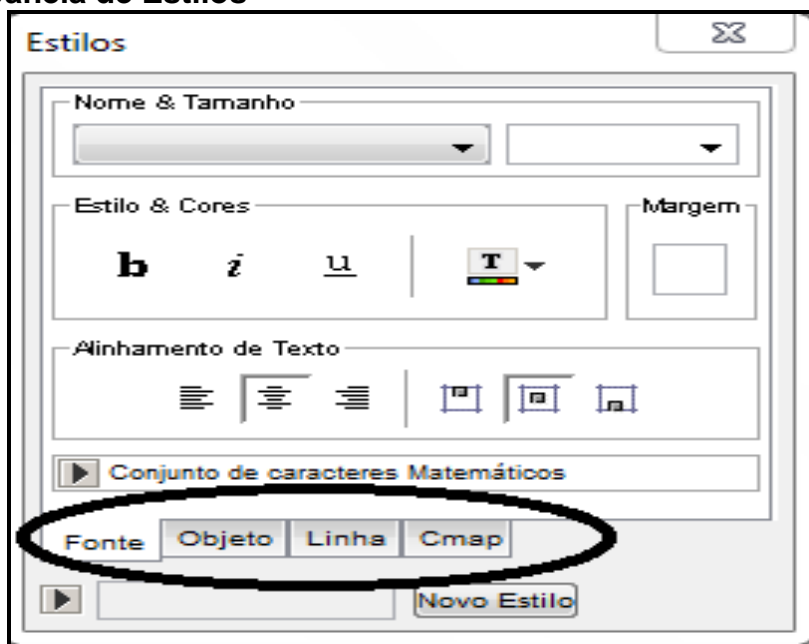 Estilos
Nome & Tamanho
Estilo & Cores
Margem
b i u T
Alinhamento de Texto
Conjunto de caracteres Matemáticos
Fonte Objeto Linha Cmap
Novo Estilo